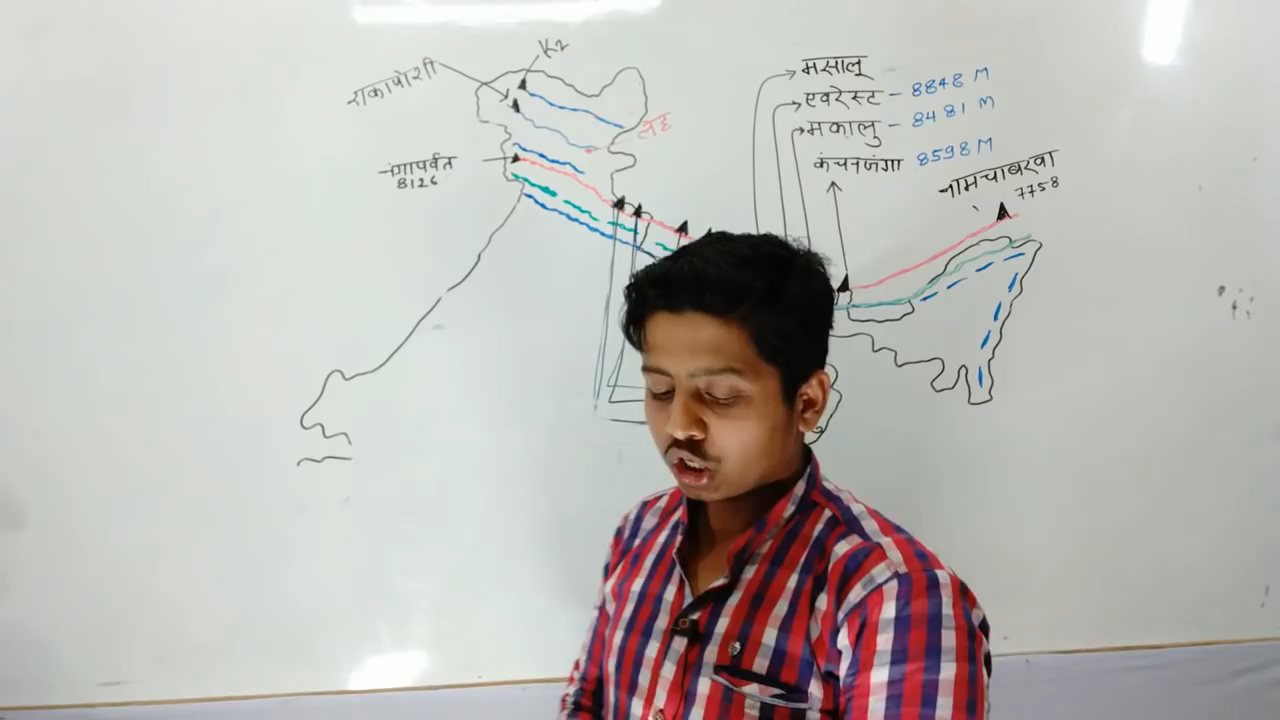 K2
राकापोशी
लेह
नंगापर्वत
8126
मसालू
एवरेस्ट - 8848 M
मकालु - 8481 M
कंचनजंगा 8598 M
नामचाबरवा
7758